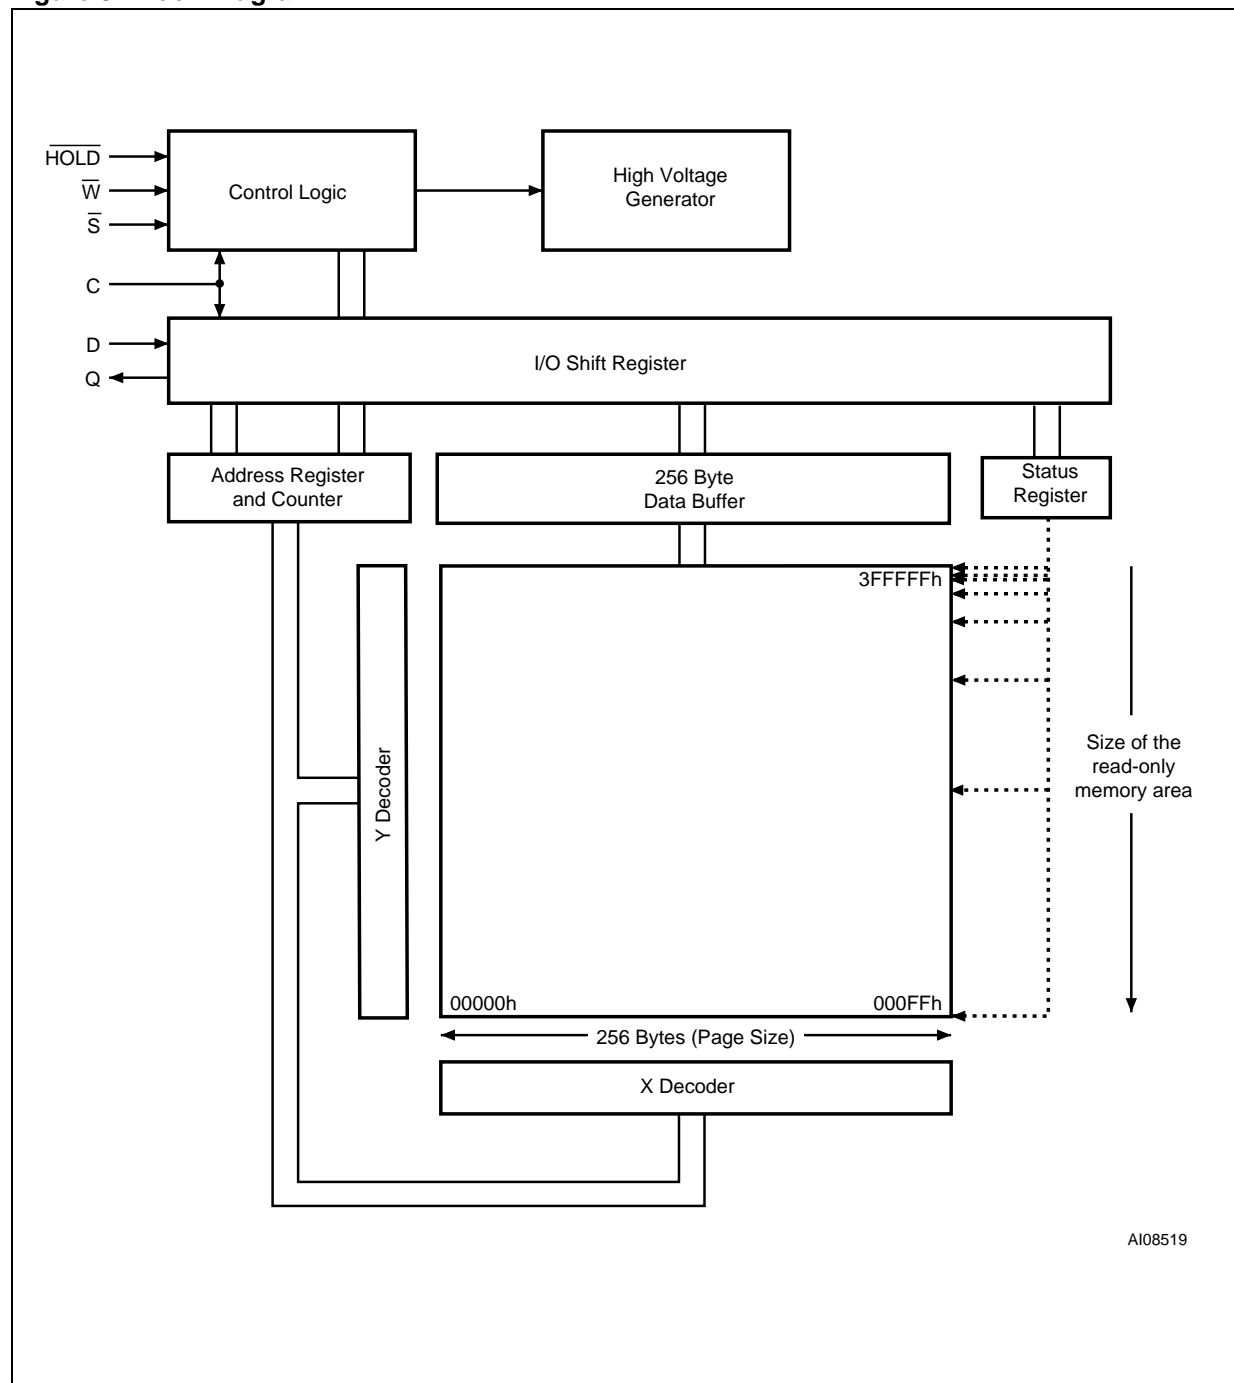 HOLD
W
S
C
D
Q
Control Logic
High Voltage
Generator
I/O Shift Register
Address Register
and Counter
256 Byte
Data Buffer
Status
Register
3FFFFFh
Y Decoder
Size of the
read-only
memory area
00000h
000FFh
256 Bytes (Page Size)
X Decoder
AI08519